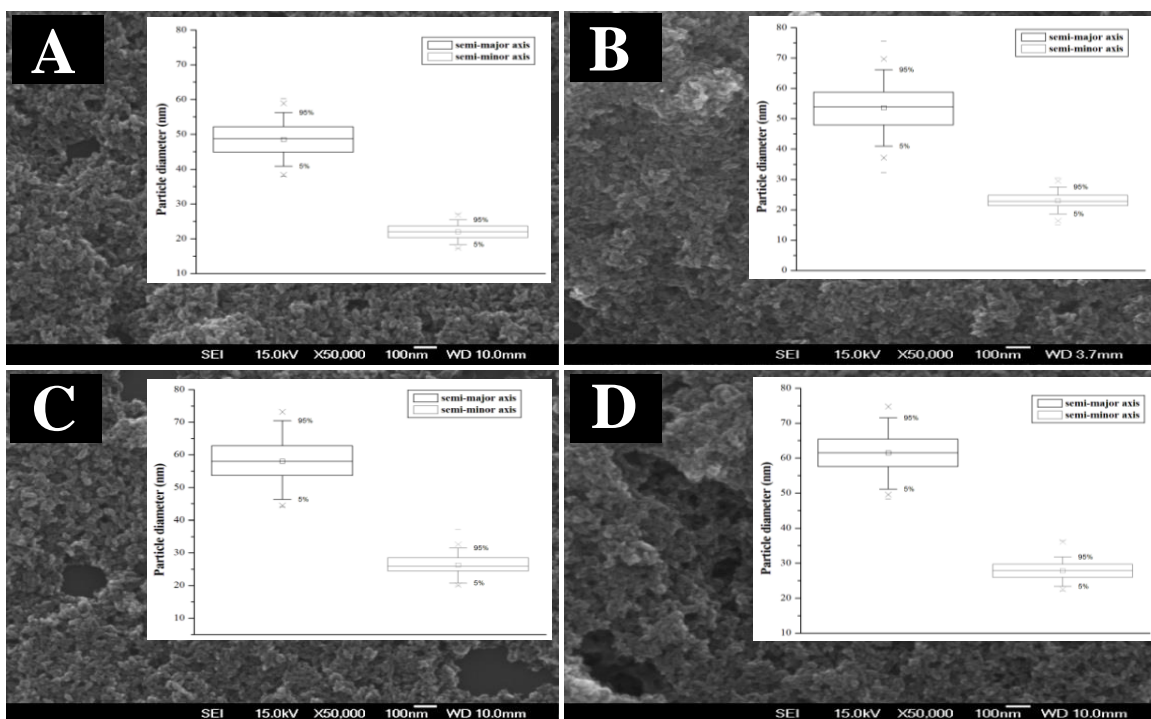 A
80
70
60
50
40
30
20
10
Particle diameter (nm)
semi-major axis
semi-minor axis
95%
5%
95%
5%
SEI 15.0kV X50,000 100nm WD 10.0mm
B
80
70
60
50
40
30
20
10
0
Particle diameter (nm)
semi-major axis
semi-minor axis
95%
5%
95%
5%
SEI 15.0kV X50,000 100nm WD 3.7mm
C
80
70
60
50
40
30
20
10
Particle diameter (nm)
semi-major axis
semi-minor axis
95%
5%
95%
5%
SEI 15.0kV X50,000 100nm WD 10.0mm
D
80
70
60
50
40
30
20
10
Particle diameter (nm)
semi-major axis
semi-minor axis
95%
5%
95%
5%
SEI 15.0kV X50,000 100nm WD 10.0mm